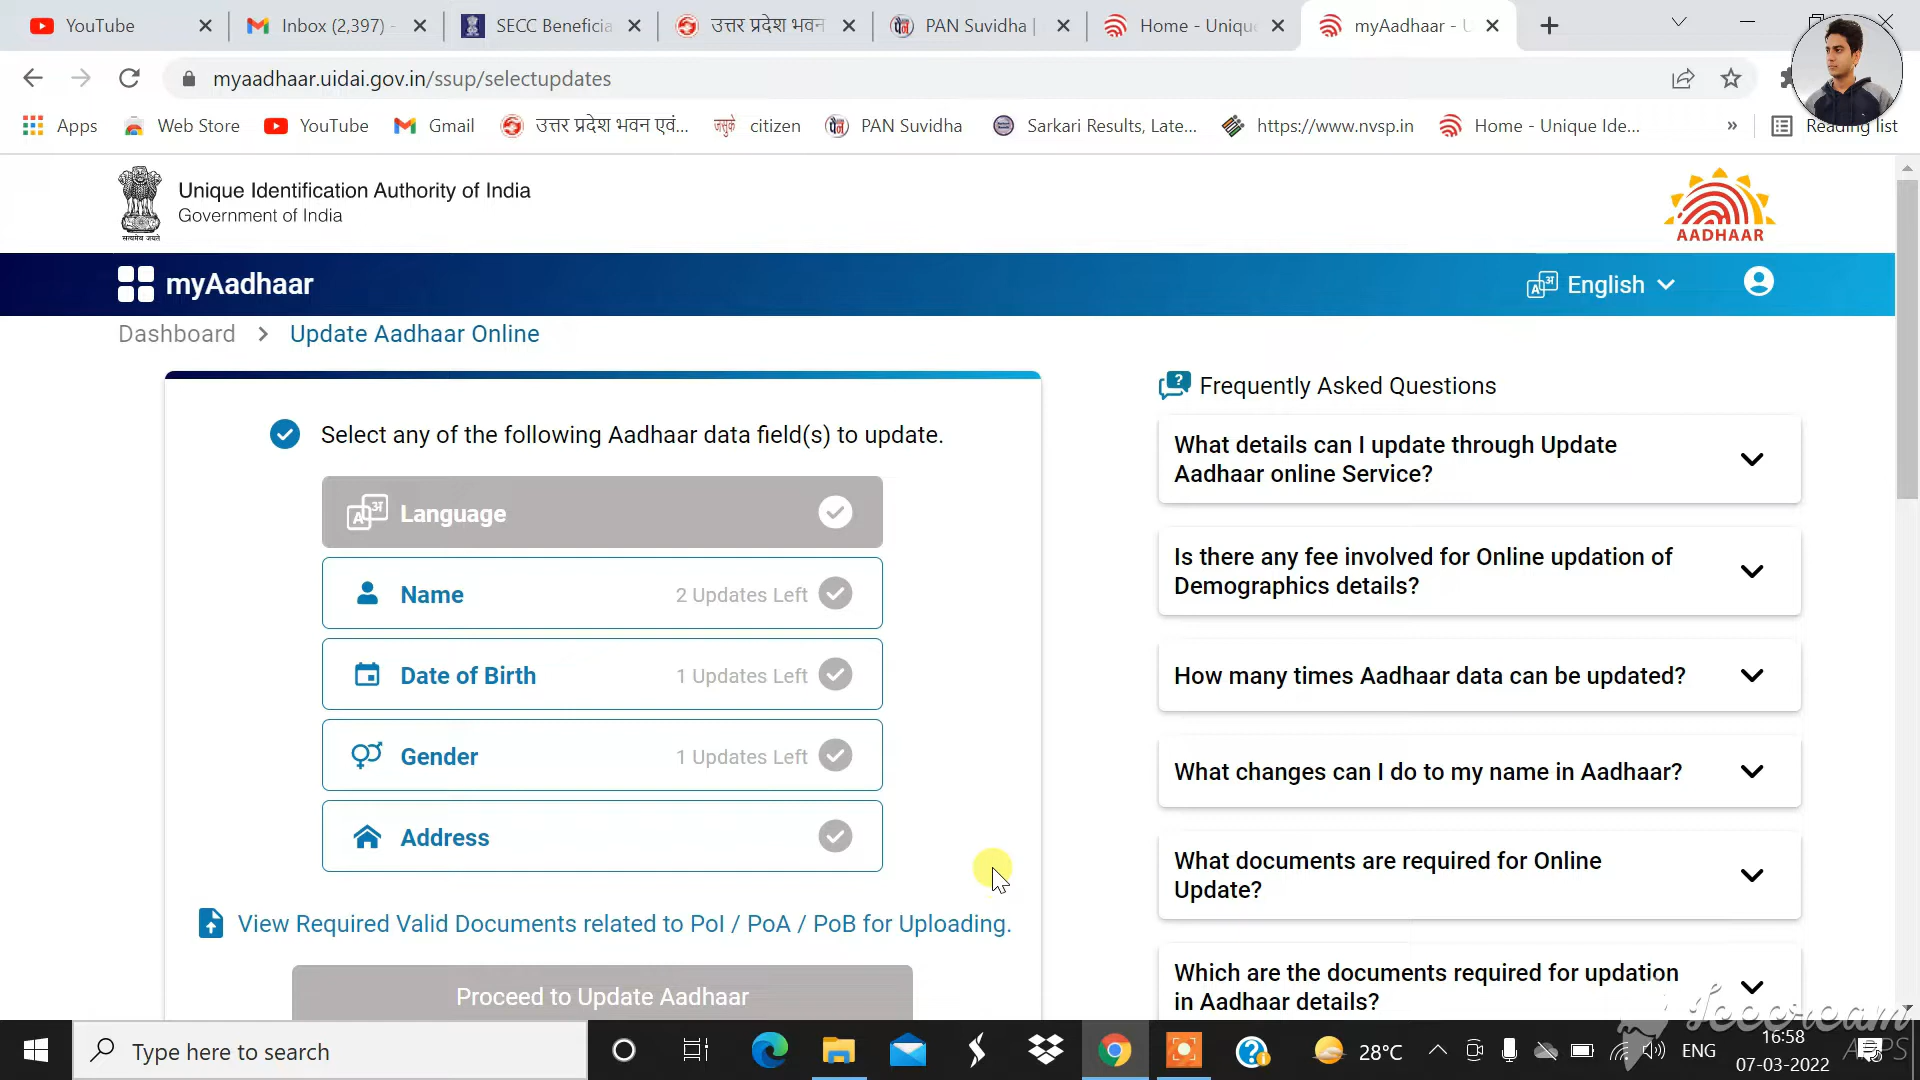 YouTube
Inbox (2,397) -
SECC Beneficia
उत्तर प्रदेश भवन
PAN Suvidha |
Home - Unique
myAadhaar - U
myaadhaar.uidai.gov.in/ssup/selectupdates
Apps
Web Store
YouTube
Gmail
उत्तर प्रदेश भवन एवं...
citizen
PAN Suvidha
Sarkari Results, Late...
https://www.nvsp.in
Home - Unique Ide...
»
Reading list
सत्यमेव जयते
Unique Identification Authority of India
Government of India
AADHAAR
myAadhaar
English
Dashboard > Update Aadhaar Online
Select any of the following Aadhaar data field(s) to update.
Language
Name 2 Updates Left
Date of Birth 1 Updates Left
Gender 1 Updates Left
Address
View Required Valid Documents related to PoI / PoA / PoB for Uploading.
Proceed to Update Aadhaar
Frequently Asked Questions
What details can I update through Update
Aadhaar online Service?
Is there any fee involved for Online updation of
Demographics details?
How many times Aadhaar data can be updated?
What changes can I do to my name in Aadhaar?
What documents are required for Online
Update?
Which are the documents required for updation
in Aadhaar details?
Icecream
APPS
Type here to search
28°C
ENG
16:58
07-03-2022